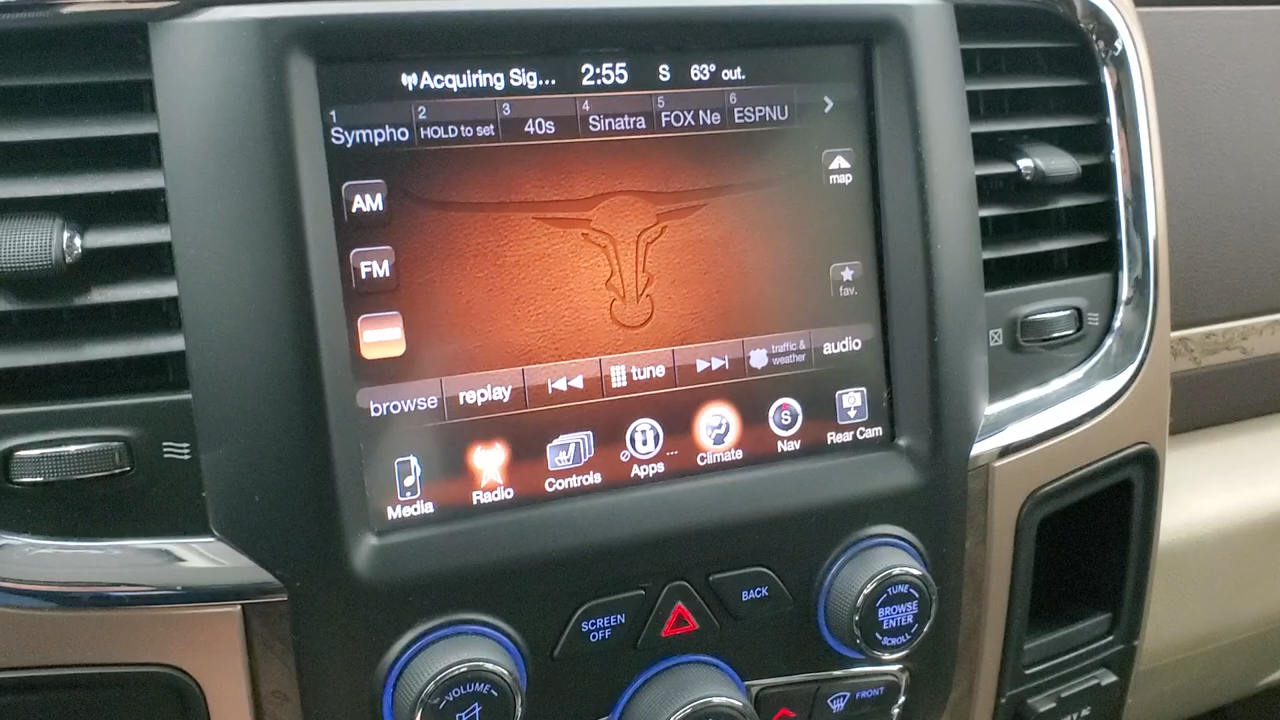 Acquiring Sig... 2:55 S 63° out.
1 2 3 4 5 6
Sympho HOLD to set 40s Sinatra FOX Ne ESPNU
map
AM
FM
fav.
browse replay tune traffic & weather audio
Media Radio Controls Apps ... Climate S Nav Rear Cam
SCREEN OFF
BACK
TUNE
BROWSE
ENTER
SCROLL
VOLUME
FRONT